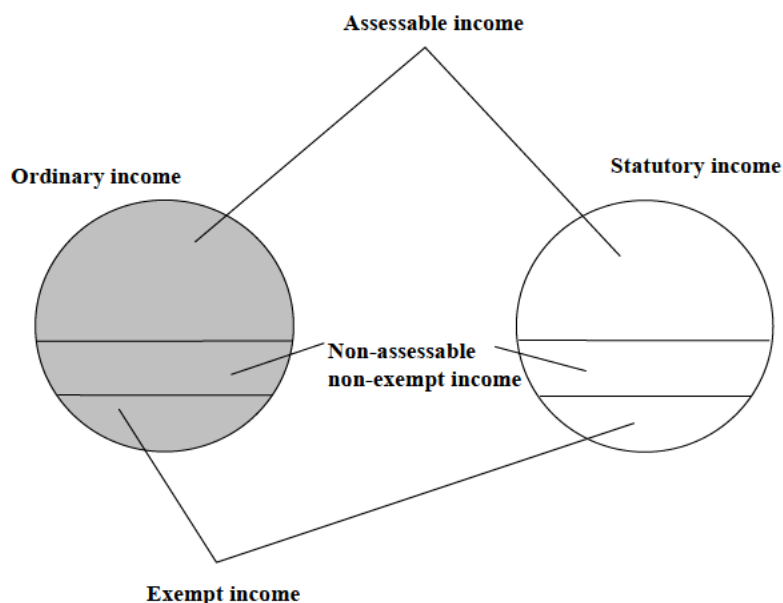 Assessable income
Ordinary income
Statutory income
Non-assessable
non-exempt income
Exempt income